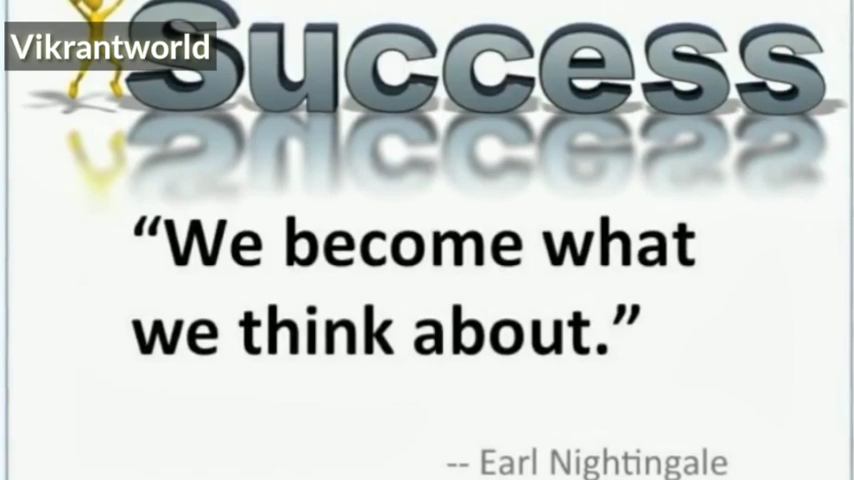 Vikrantworld
Success
“We become what
we think about.”
-- Earl Nightingale